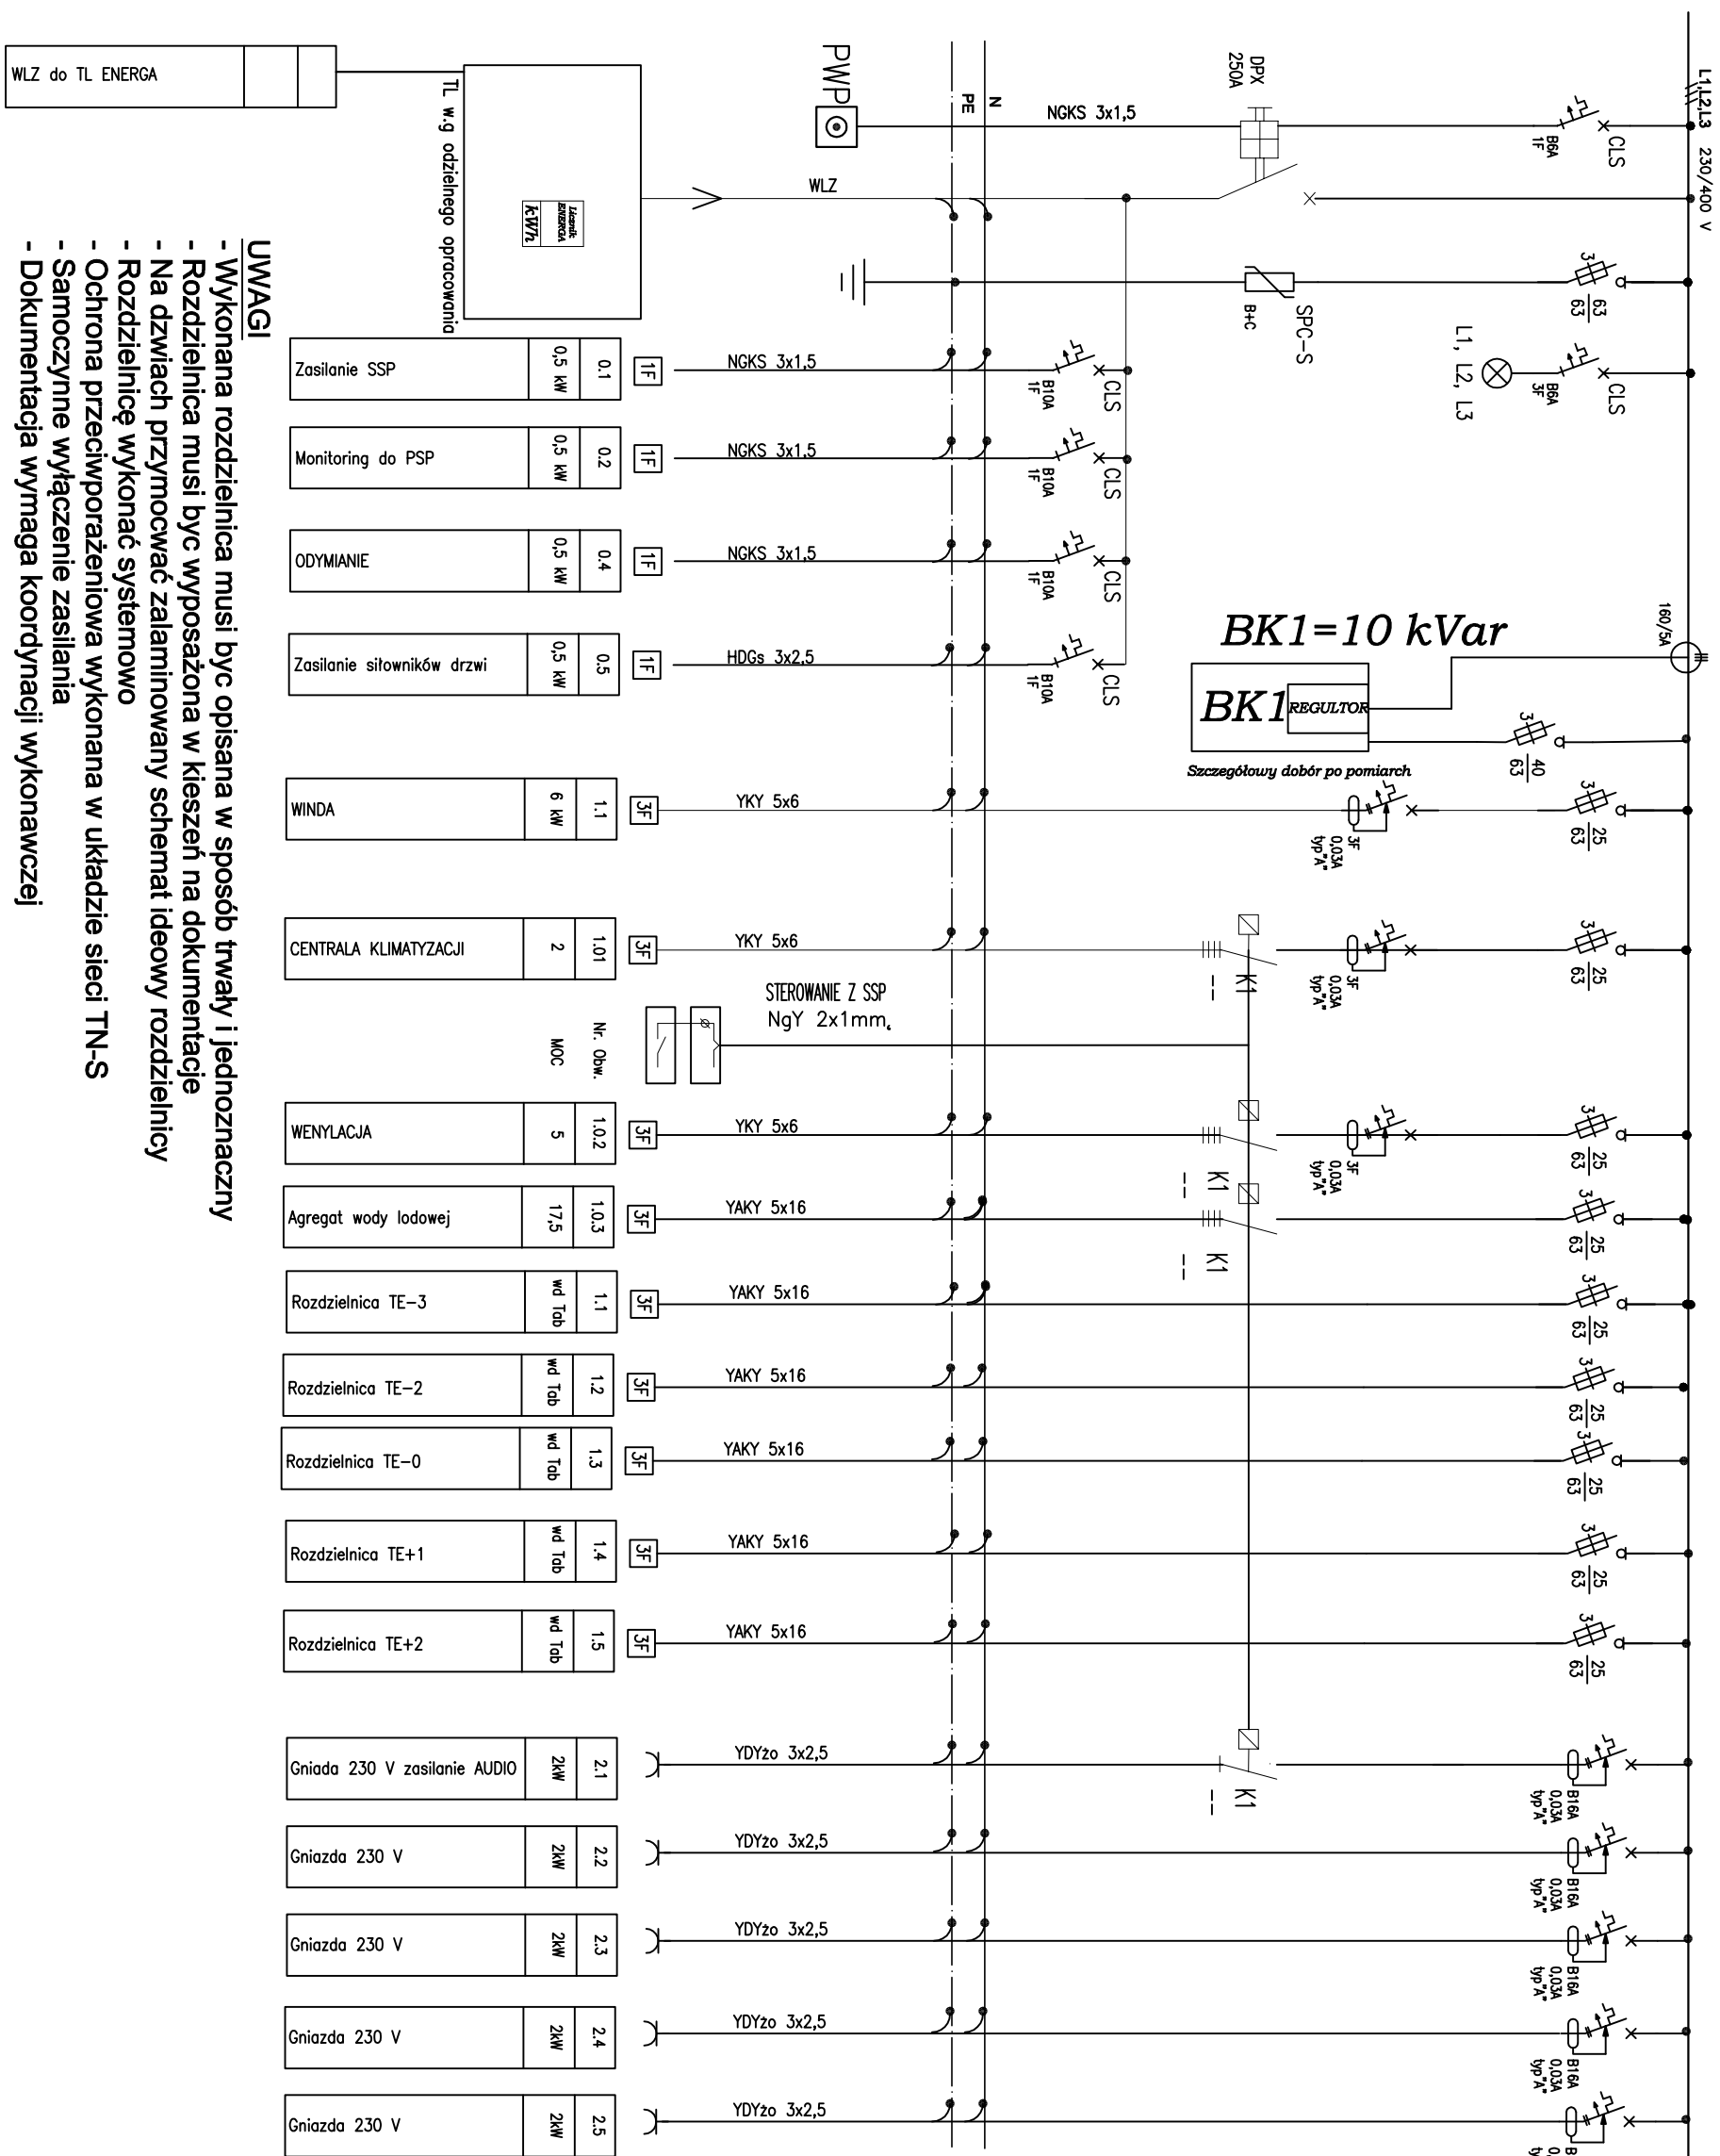 L1,L2,L3 230/400 V
CLS
B6A
1F
DPX
250A
NGKS 3x1,5
PWP
WLZ
N
PE
TL w.g odzielnego opracowania
Licznik
ENERGA
kWh
WLZ do TL ENERGA
3
63
63
SPC-S
B+C
CLS
B6A
3F
L1, L2, L3
CLS
B10A
1F
NGKS 3x1,5
1F
0.1
0,5 kW
Zasilanie SSP
CLS
B10A
1F
NGKS 3x1,5
1F
0.2
0,5 kW
Monitoring do PSP
CLS
B10A
1F
NGKS 3x1,5
1F
0.4
0,5 kW
ODYMIANIE
CLS
B10A
1F
HDGs 3x2,5
1F
0.5
0,5 kW
Zasilanie siłowników drzwi
160/5A
BK1=10 kVar
BK1
REGULTOR
3
40
63
Szczegółowy dobór po pomiarch
3
25
63
3F
0,03A
typ"A"
YKY 5x6
3F
1.1
6 kW
WINDA
3
25
63
3F
0,03A
typ"A"
K1
--
YKY 5x6
3F
1.01
2
CENTRALA KLIMATYZACJI
STEROWANIE Z SSP
NgY 2x1mm
Nr. Obw.
MOC
3
25
63
3F
0,03A
typ"A"
K1
--
YKY 5x6
3F
1.0.2
5
WENYLACJA
3
25
63
K1
--
YAKY 5x16
3F
1.0.3
17,5
Agregat wody lodowej
3
25
63
YAKY 5x16
3F
1.1
wd Tab
Rozdzielnica TE-3
3
25
63
YAKY 5x16
3F
1.2
wd Tab
Rozdzielnica TE-2
3
25
63
YAKY 5x16
3F
1.3
wd Tab
Rozdzielnica TE-0
3
25
63
YAKY 5x16
3F
1.4
wd Tab
Rozdzielnica TE+1
3
25
63
YAKY 5x16
3F
1.5
wd Tab
Rozdzielnica TE+2
B16A
0,03A
typ"A"
K1
--
YDYżo 3x2,5
2.1
2kW
Gniada 230 V zasilanie AUDIO
B16A
0,03A
typ"A"
YDYżo 3x2,5
2.2
2kW
Gniazda 230 V
B16A
0,03A
typ"A"
YDYżo 3x2,5
2.3
2kW
Gniazda 230 V
B16A
0,03A
typ"A"
YDYżo 3x2,5
2.4
2kW
Gniazda 230 V
YDYżo 3x2,5
2.5
2kW
Gniazda 230 V
UWAGI
- Wykonana rozdzielnica musi byc opisana w sposób trwały i jednoznaczny
- Rozdzielnica musi byc wyposażona w kieszeń na dokumentacje
- Na dzwiach przymocwać zalaminowany schemat ideowy rozdzielnicy
- Rozdzielnicę wykonać systemowo
- Ochrona przeciwporażeniowa wykonana w układzie sieci TN-S
- Samoczynne wyłączenie zasilania
- Dokumentacja wymaga koordynacji wykonawczej